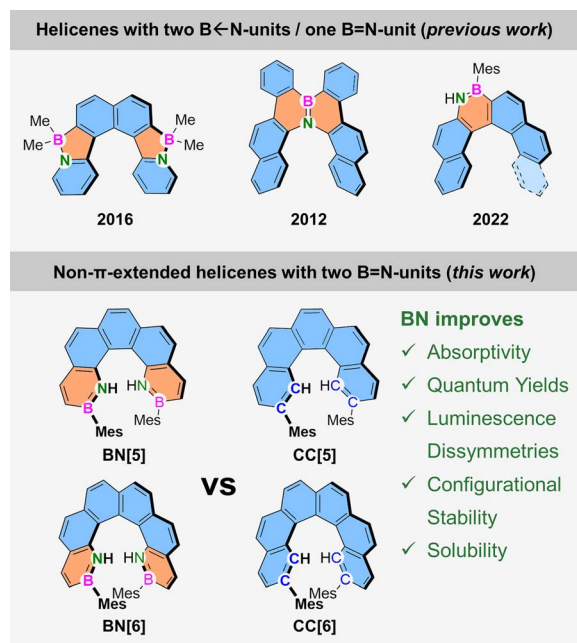 Helicenes with two B←N-units / one B=N-unit (previous work)
Me
Me
B
N
B
Me
Me
N
2016
B
N
2012
Mes
HN
B
2022
Non-π-extended helicenes with two B=N-units (this work)
NH
B
Mes
HN
B
Mes
BN[5]
CH
C
Mes
HC
C
Mes
CC[5]
vs
NH
B
Mes
HN
B
Mes
BN[6]
CH
C
Mes
HC
C
Mes
CC[6]
BN improves
✓ Absorptivity
✓ Quantum Yields
✓ Luminescence
Dissymmetries
✓ Configurational
Stability
✓ Solubility